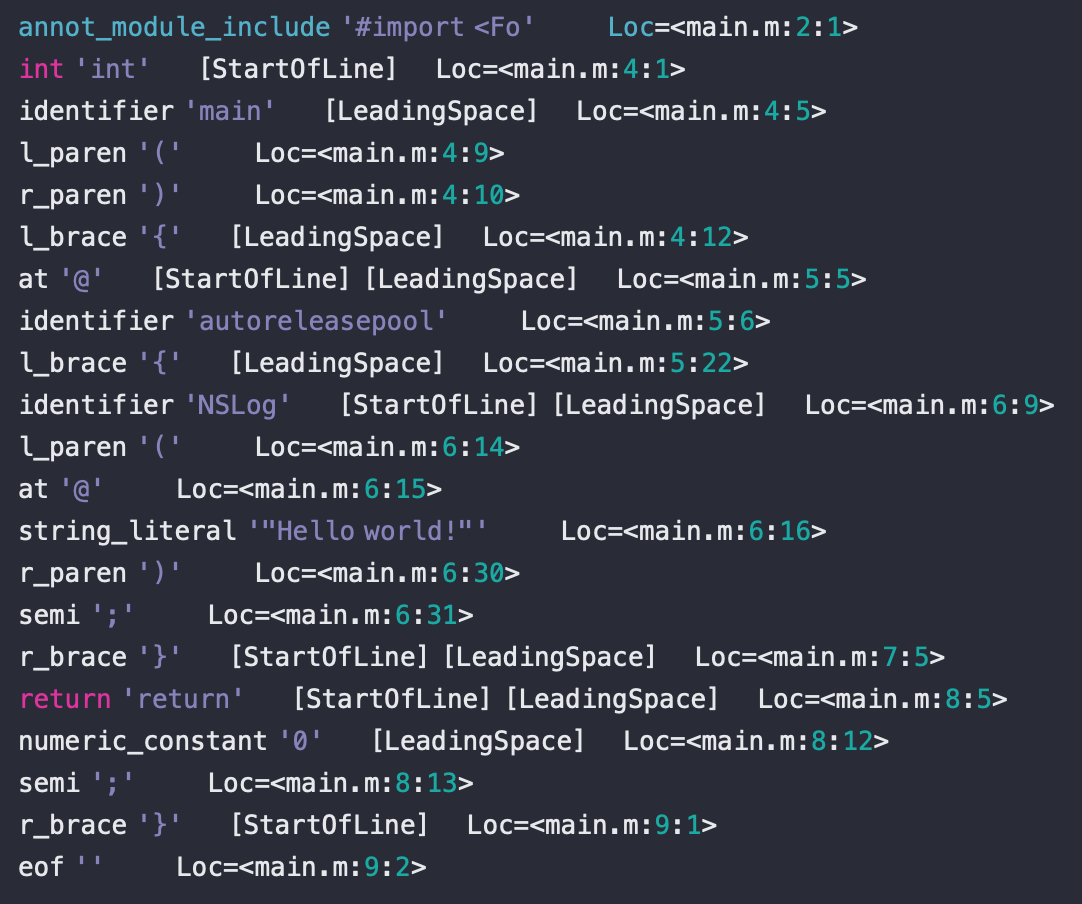 annot_module_include '#import <Fo'     Loc=<main.m:2:1>
int 'int'   [StartOfLine]  Loc=<main.m:4:1>
identifier 'main'   [LeadingSpace]  Loc=<main.m:4:5>
l_paren '('     Loc=<main.m:4:9>
r_paren ')'     Loc=<main.m:4:10>
l_brace '{'   [LeadingSpace]  Loc=<main.m:4:12>
at '@'   [StartOfLine] [LeadingSpace]  Loc=<main.m:5:5>
identifier 'autoreleasepool'     Loc=<main.m:5:6>
l_brace '{'   [LeadingSpace]  Loc=<main.m:5:22>
identifier 'NSLog'   [StartOfLine] [LeadingSpace]  Loc=<main.m:6:9>
l_paren '('     Loc=<main.m:6:14>
at '@'     Loc=<main.m:6:15>
string_literal '"Hello world!"'     Loc=<main.m:6:16>
r_paren ')'     Loc=<main.m:6:30>
semi ';'     Loc=<main.m:6:31>
r_brace '}'   [StartOfLine] [LeadingSpace]  Loc=<main.m:7:5>
return 'return'   [StartOfLine] [LeadingSpace]  Loc=<main.m:8:5>
numeric_constant '0'   [LeadingSpace]  Loc=<main.m:8:12>
semi ';'     Loc=<main.m:8:13>
r_brace '}'   [StartOfLine]  Loc=<main.m:9:1>
eof ''     Loc=<main.m:9:2>